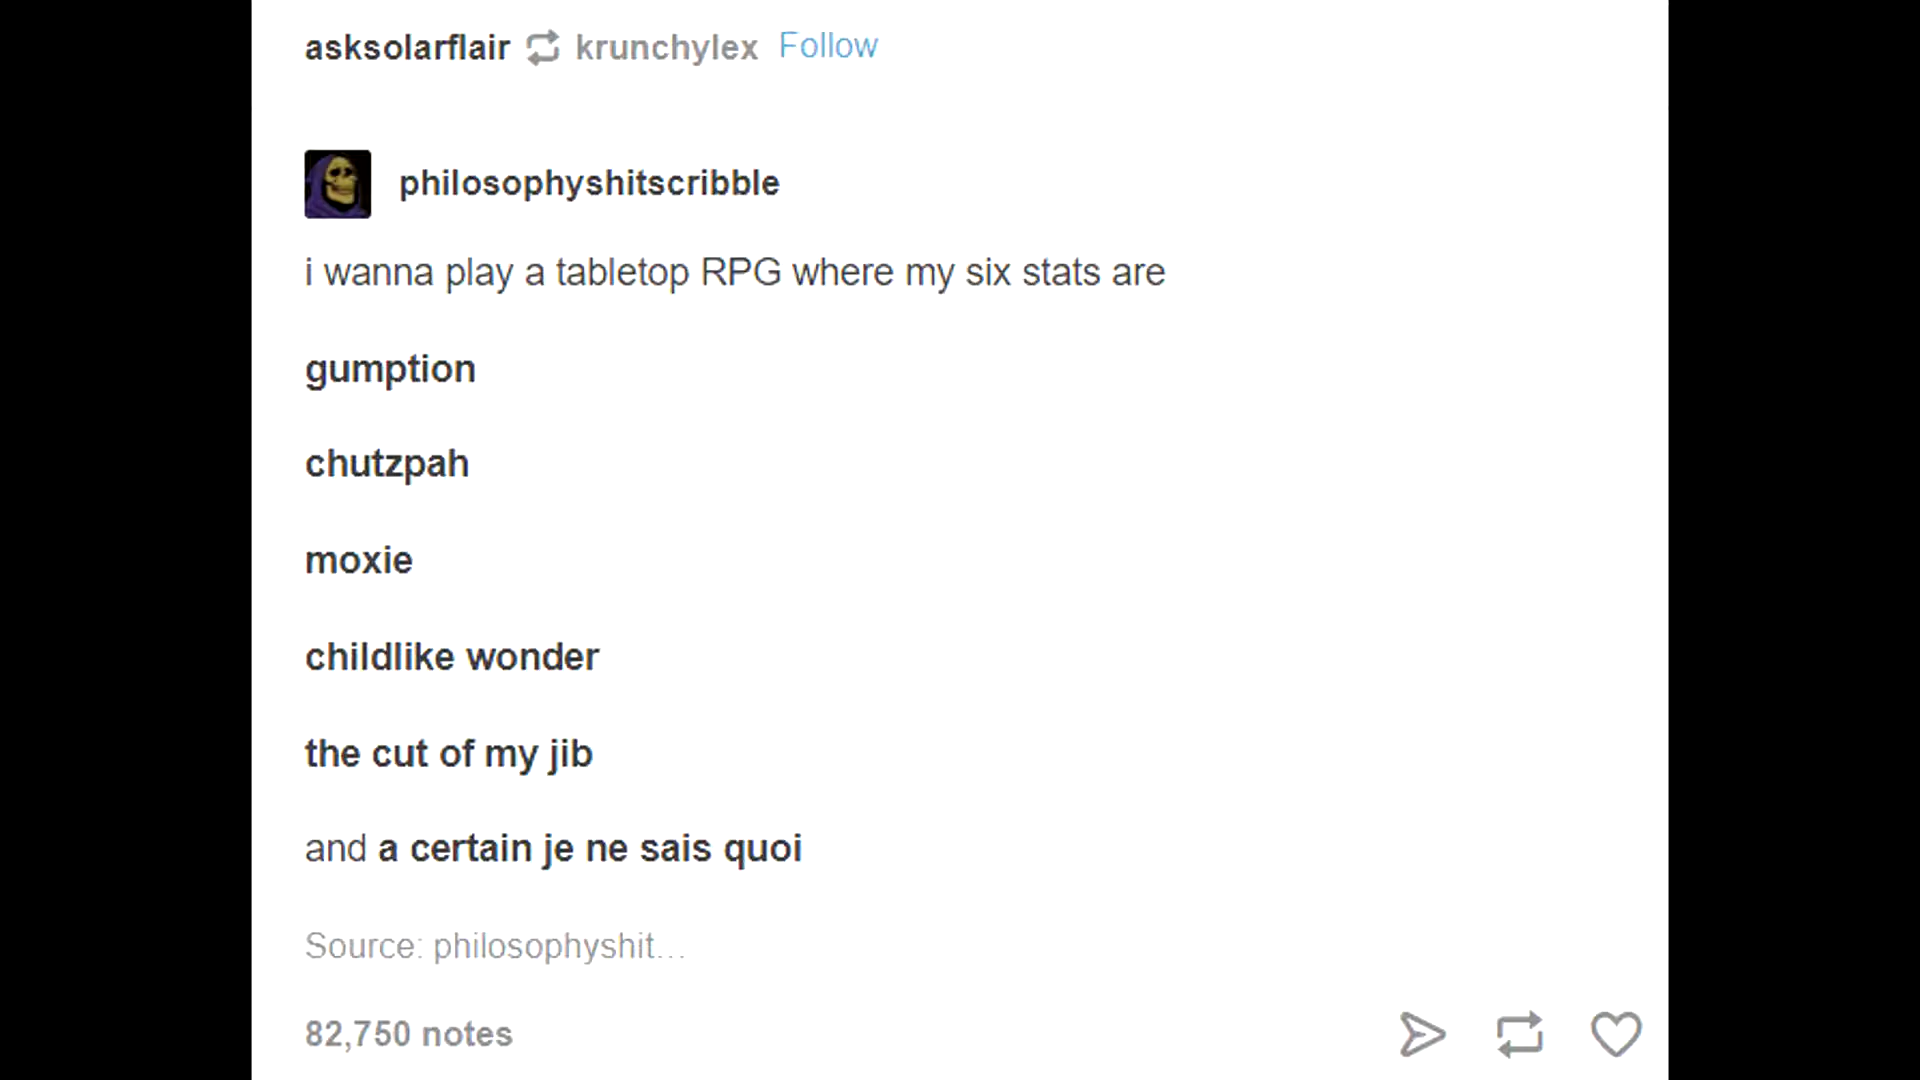 asksolarflair krunchylex Follow
philosophyshitscribble
i wanna play a tabletop RPG where my six stats are
gumption
chutzpah
moxie
childlike wonder
the cut of my jib
and a certain je ne sais quoi
Source: philosophyshit...
82,750 notes